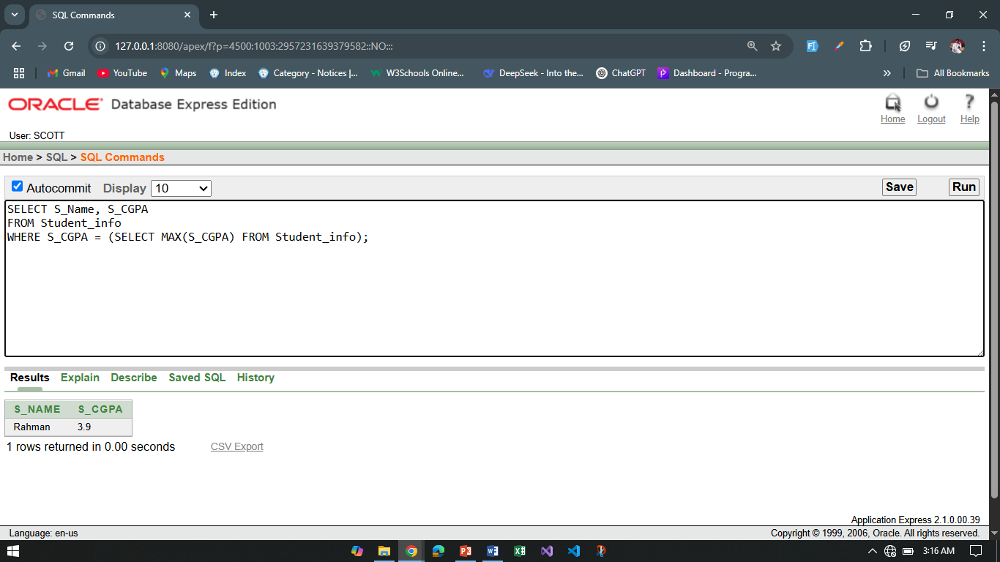 SQL Commands
127.0.0.1:8080/apex/f?p=4500:1003:2957231639379582::NO:::
Gmail YouTube Maps Index Category - Notices |... W3Schools Online... DeepSeek - Into the... ChatGPT Dashboard - Progra... » All Bookmarks
ORACLE Database Express Edition
Home Logout Help
User: SCOTT
Home > SQL > SQL Commands
Autocommit Display 10 Save Run
SELECT S_Name, S_CGPA
FROM Student_info
WHERE S_CGPA = (SELECT MAX(S_CGPA) FROM Student_info);
Results Explain Describe Saved SQL History
S_NAME S_CGPA
Rahman 3.9
1 rows returned in 0.00 seconds CSV Export
Application Express 2.1.0.00.39
Language: en-us Copyright © 1999, 2006, Oracle. All rights reserved.
3:16 AM